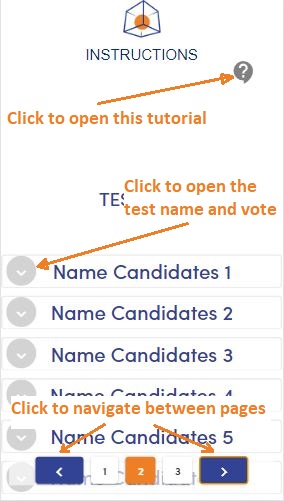 INSTRUCTIONS
?
Click to open this tutorial
Click to open the
test name and vote
Name Candidates 1
Name Candidates 2
Name Candidates 3
Name Candidates 4
Click to navigate between pages
Name Candidates 5
< 1 2 3 >